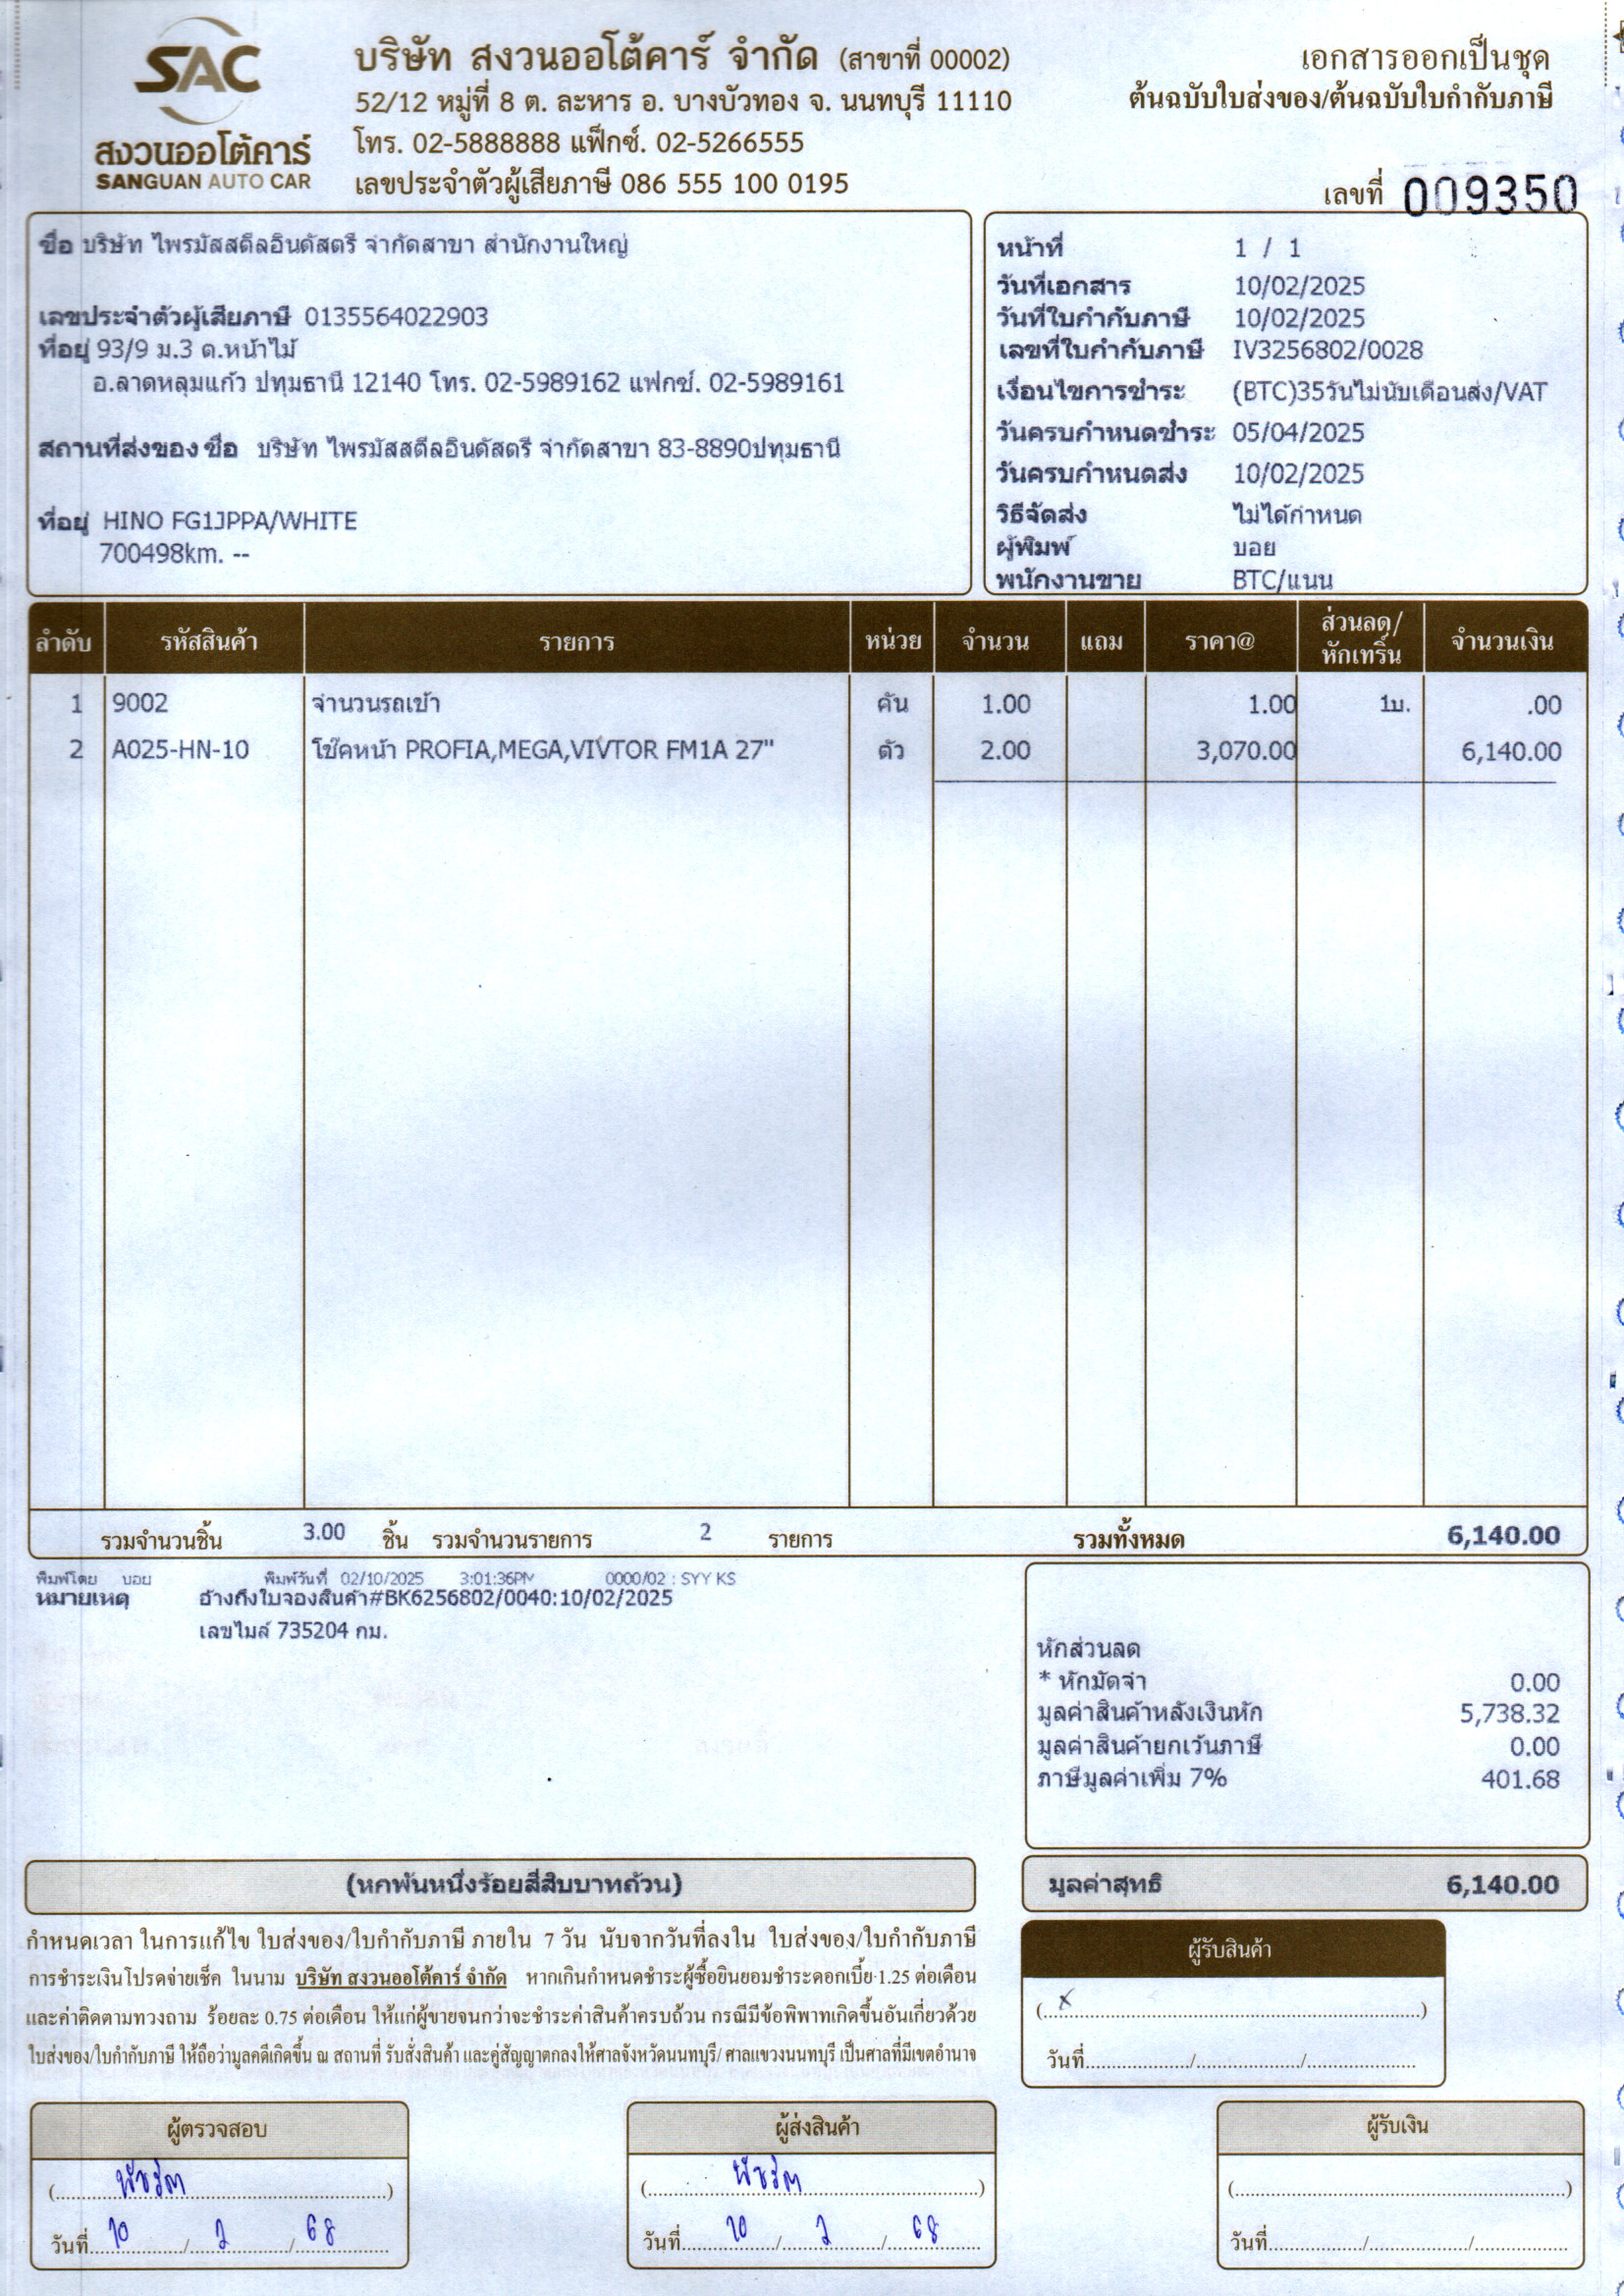 SAC
สงวนออโต้คาร์
SANGUAN AUTO CAR
บริษัท สงวนออโต้คาร์ จำกัด (สาขาที่ 00002)
52/12 หมู่ที่ 8 ต. ละหาร อ. บางบัวทอง จ. นนทบุรี 11110
โทร. 02-5888888 แฟ็กซ์. 02-5266555
เลขประจำตัวผู้เสียภาษี 086 555 100 0195
เอกสารออกเป็นชุด
ต้นฉบับใบส่งของ/ต้นฉบับใบกำกับภาษี
เลขที่ 009350
ชื่อ บริษัท ไพรมัสสตีลอินดัสตรี จำกัดสาขา สำนักงานใหญ่
เลขประจำตัวผู้เสียภาษี 0135564022903
ที่อยู่ 93/9 ม.3 ต.หน้าไม้
อ.ลาดหลุมแก้ว ปทุมธานี 12140 โทร. 02-5989162 แฟกซ์. 02-5989161
สถานที่ส่งของ ชื่อ บริษัท ไพรมัสสตีลอินดัสตรี จำกัดสาขา 83-8890ปทุมธานี
ที่อยู่ HINO FG1JPPA/WHITE
700498km. --
หน้าที่ 1 / 1
วันที่เอกสาร 10/02/2025
วันที่ใบกำกับภาษี 10/02/2025
เลขที่ใบกำกับภาษี IV3256802/0028
เงื่อนไขการชำระ (BTC)35วันไม่นับเดือนส่ง/VAT
วันครบกำหนดชำระ 05/04/2025
วันครบกำหนดส่ง 10/02/2025
วิธีจัดส่ง ไม่ได้กำหนด
ผู้พิมพ์ บอย
พนักงานขาย BTC/แนน
ลำดับ รหัสสินค้า รายการ หน่วย จำนวน แถม ราคา@ ส่วนลด/หักเทริ์น จำนวนเงิน
1 9002 จำนวนรถเข้า คัน 1.00 1.00 1บ. .00
2 A025-HN-10 โช๊คหน้า PROFIA,MEGA,VIVTOR FM1A 27" ตัว 2.00 3,070.00 6,140.00
รวมจำนวนชิ้น 3.00 ชิ้น รวมจำนวนรายการ 2 รายการ รวมทั้งหมด 6,140.00
พิมพ์โดย บอย พิมพ์วันที่ 02/10/2025 3:01:36PM 0000/02 : SYY KS
หมายเหตุ อ้างถึงใบจองสินค้า#BK6256802/0040:10/02/2025
เลขไมล์ 735204 กม.
หักส่วนลด
* หักมัดจำ 0.00
มูลค่าสินค้าหลังเงินหัก 5,738.32
มูลค่าสินค้ายกเว้นภาษี 0.00
ภาษีมูลค่าเพิ่ม 7% 401.68
(หกพันหนึ่งร้อยสี่สิบบาทถ้วน)
มูลค่าสุทธิ 6,140.00
กำหนดเวลา ในการแก้ไข ใบส่งของ/ใบกำกับภาษี ภายใน 7 วัน นับจากวันที่ลงใน ใบส่งของ/ใบกำกับภาษี
การชำระเงินโปรดจ่ายเช็ค ในนาม บริษัท สงวนออโต้คาร์ จำกัด หากเกินกำหนดชำระผู้ซื้อยินยอมชำระดอกเบี้ย 1.25 ต่อเดือน
และค่าติดตามทวงถาม ร้อยละ 0.75 ต่อเดือน ให้แก่ผู้ขายจนกว่าจะชำระค่าสินค้าครบถ้วน กรณีมีข้อพิพาทเกิดขึ้นอันเกี่ยวด้วย
ใบส่งของ/ใบกำกับภาษี ให้ถือว่ามูลคดีเกิดขึ้น ณ สถานที่ รับสั่งสินค้า และคู่สัญญาตกลงให้ศาลจังหวัดนนทบุรี/ ศาลแขวงนนทบุรี เป็นศาลที่มีเขตอำนาจ
ผู้รับสินค้า
(x)
วันที่ / /
ผู้ตรวจสอบ
วันที่ 10 / 2 / 68
ผู้ส่งสินค้า
วันที่ 10 / 2 / 68
ผู้รับเงิน
( )
วันที่ / /